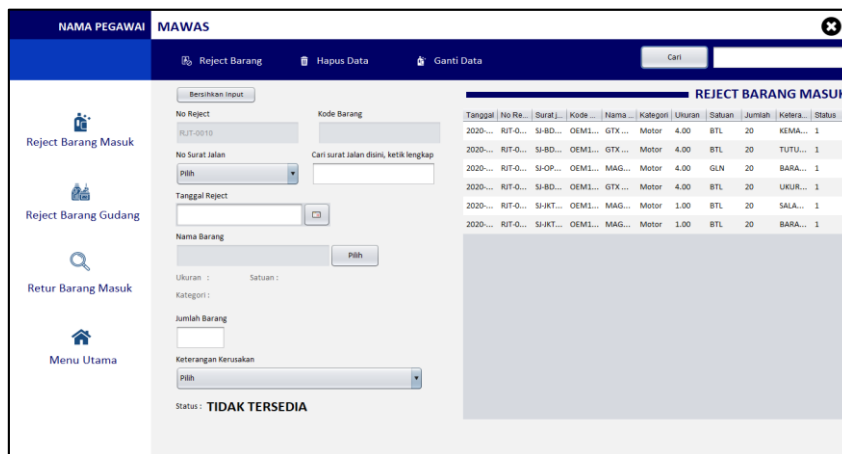 NAMA PEGAWAI MAWAS
Reject Barang Hapus Data Ganti Data Cari
Reject Barang Masuk
Reject Barang Gudang
Retur Barang Masuk
Menu Utama
Bersihkan Input
No Reject Kode Barang
RJT-0010
No Surat Jalan Cari surat Jalan disini, ketik lengkap
Pilih
Tanggal Reject
Nama Barang
Pilih
Ukuran : Satuan :
Kategori :
Jumlah Barang
Keterangan Kerusakan
Pilih
Status : TIDAK TERSEDIA
REJECT BARANG MASUK
Tanggal No Re... Surat j... Kode ... Nama ... Kategori Ukuran Satuan Jumlah Ketera... Status
2020-... RJT-0... SJ-BD... OEM1... GTX ... Motor 4.00 BTL 20 KEMA... 1
2020-... RJT-0... SJ-BD... OEM1... GTX ... Motor 4.00 BTL 20 TUTU... 1
2020-... RJT-0... SJ-OP... OEM1... MAG... Motor 4.00 GLN 20 BARA... 1
2020-... RJT-0... SJ-BD... OEM1... GTX ... Motor 4.00 BTL 20 UKUR... 1
2020-... RJT-0... SJ-JKT... OEM1... MAG... Motor 1.00 BTL 20 SALA... 1
2020-... RJT-0... SJ-JKT... OEM1... MAG... Motor 1.00 BTL 20 BARA... 1